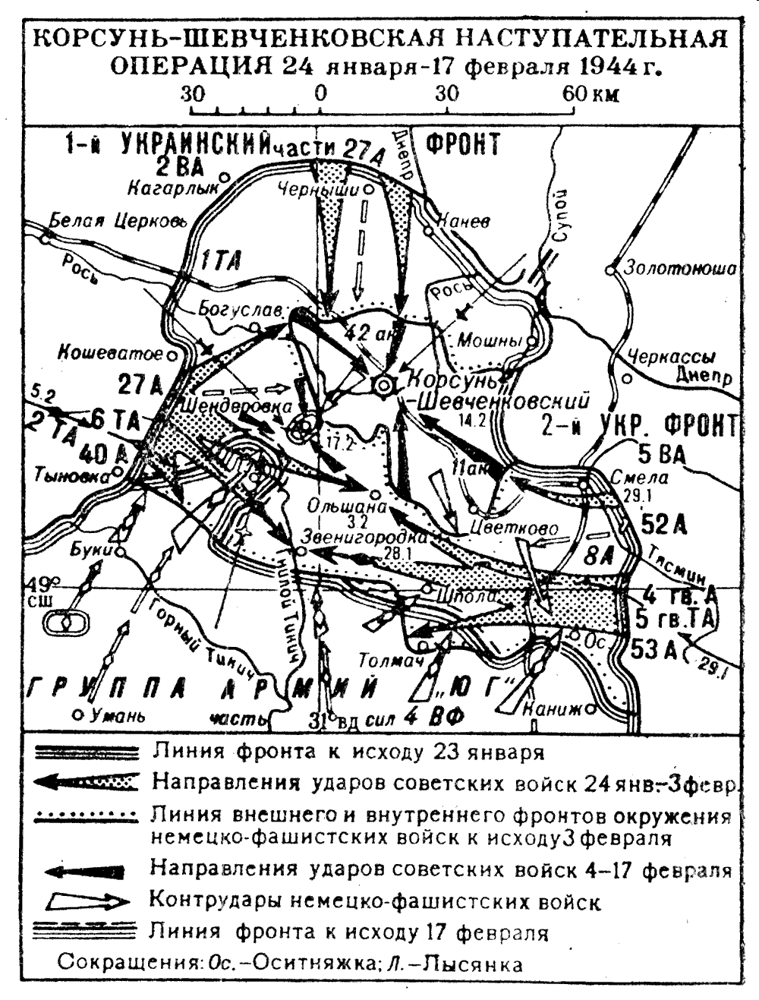 КОРСУНЬ-ШЕВЧЕНКОВСКАЯ НАСТУПАТЕЛЬНАЯ
ОПЕРАЦИЯ 24 января-17 февраля 1944 г.
30 0 30 60 км
1-й УКРАИНСКИЙ части 27А ФРОНТ
2 ВА
Днепр
Кагарлык
Черныши
Канев
Супой
Белая Церковь
Рось
1 ТА
Золотоноша
Рось
Богуслав
42 ак
Мошны
Кошеватое
Черкассы
Днепр
27 А
Корсунь-
-Шевченковский
14.2
Шендеровка
5.2
2 ТА
6 ТА
17.2
2-й УКР. ФРОНТ
40 А
11 ак
5 ВА
Тыновка
Смела
29.1
Ольшана
3.2
Цветково
52 А
Буки
Звенигородка
28.1
8А
Тясмин
49°
СШ
Гнилой Тикич
Шпола
4 гв. А
5 гв. ТА
Горный Тикич
Толмач
Ос.
53 А
29.1
ГРУППА АРМИЙ „ЮГ“
Умань
часть
31°
ВД
сил 4 ВФ
Каниж
Линия фронта к исходу 23 января
Направления ударов советских войск 24 янв.-3 февр.
Линия внешнего и внутреннего фронтов окружения
немецко-фашистских войск к исходу 3 февраля
Направления ударов советских войск 4-17 февраля
Контрудары немецко-фашистских войск
Линия фронта к исходу 17 февраля
Сокращения: Ос.-Оситняжка; Л.-Лысянка